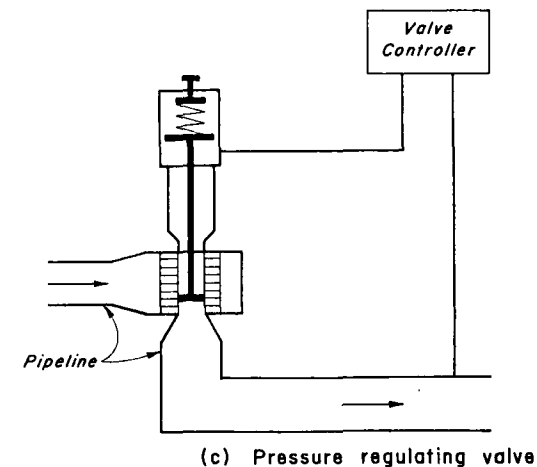 Valve
Controller
Pipeline
(c) Pressure regulating valve